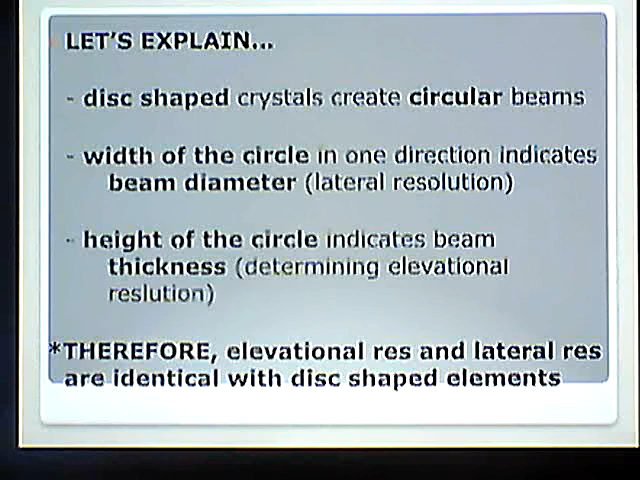 LET'S EXPLAIN...
- disc shaped crystals create circular beams
- width of the circle in one direction indicates
beam diameter (lateral resolution)
- height of the circle indicates beam
thickness (determining elevational
reslution)
*THEREFORE, elevational res and lateral res
are identical with disc shaped elements